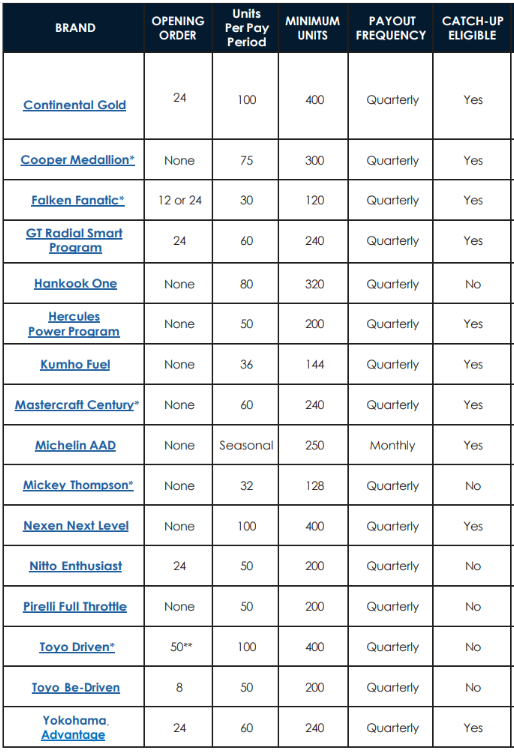 BRAND OPENING ORDER Units Per Pay Period MINIMUM UNITS PAYOUT FREQUENCY CATCH-UP ELIGIBLE
Continental Gold 24 100 400 Quarterly Yes
Cooper Medallion* None 75 300 Quarterly Yes
Falken Fanatic* 12 or 24 30 120 Quarterly Yes
GT Radial Smart Program 24 60 240 Quarterly Yes
Hankook One None 80 320 Quarterly No
Hercules Power Program None 50 200 Quarterly Yes
Kumho Fuel None 36 144 Quarterly Yes
Mastercraft Century* None 60 240 Quarterly Yes
Michelin AAD None Seasonal 250 Monthly Yes
Mickey Thompson* None 32 128 Quarterly No
Nexen Next Level None 100 400 Quarterly Yes
Nitto Enthusiast 24 50 200 Quarterly No
Pirelli Full Throttle None 50 200 Quarterly No
Toyo Driven* 50** 100 400 Quarterly No
Toyo Be-Driven 8 50 200 Quarterly No
Yokohama Advantage 24 60 240 Quarterly Yes